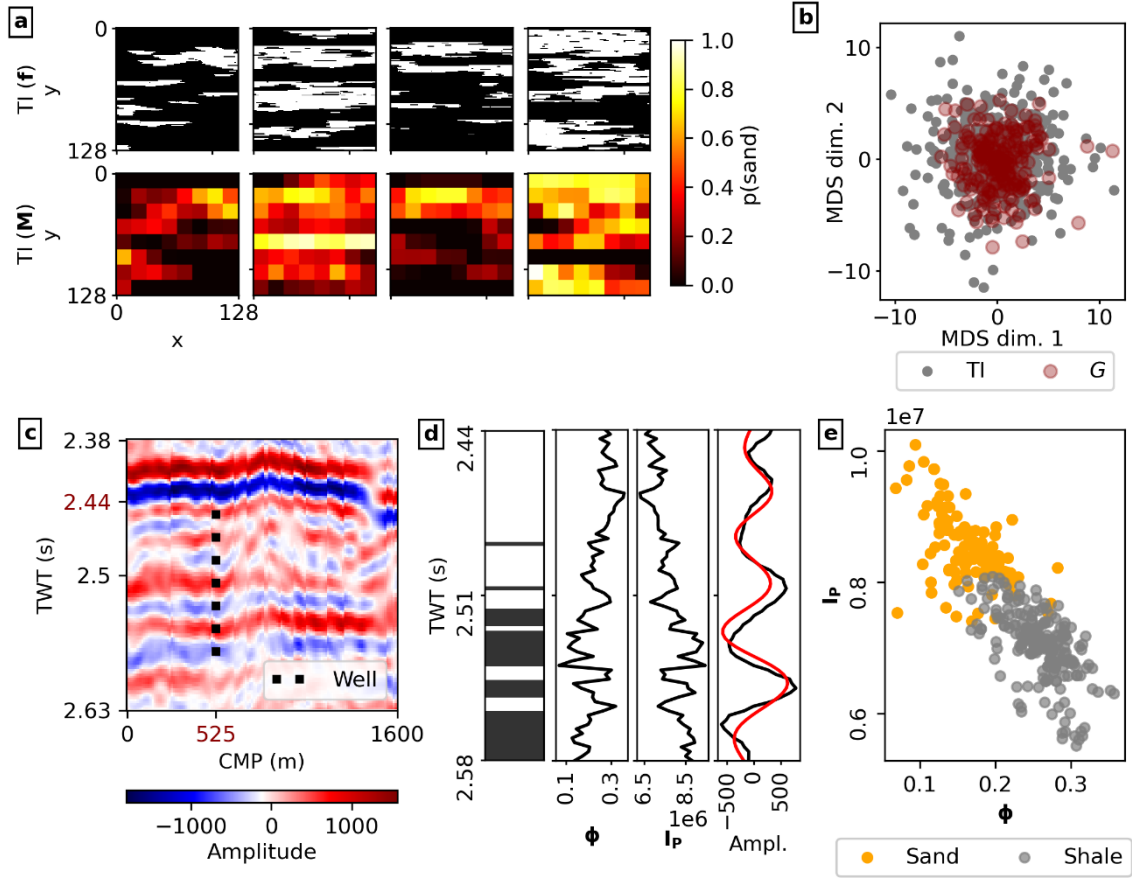 a
0
TI (f)
y
128
0
TI (M)
y
128
0
128
x
1.0
0.8
0.6
0.4
0.2
0.0
p(sand)
b
10
0
−10
MDS dim. 2
−10
0
10
MDS dim. 1
TI
G
c
2.38
2.44
2.5
2.63
TWT (s)
Well
0
525
1600
CMP (m)
−1000
0
1000
Amplitude
d
2.44
2.51
2.58
TWT (s)
0.1
0.3
ϕ
6.5
8.5
1e6
IP
−500
0
500
Ampl.
e
1e7
1.0
0.8
0.6
IP
0.1
0.2
0.3
ϕ
Sand
Shale